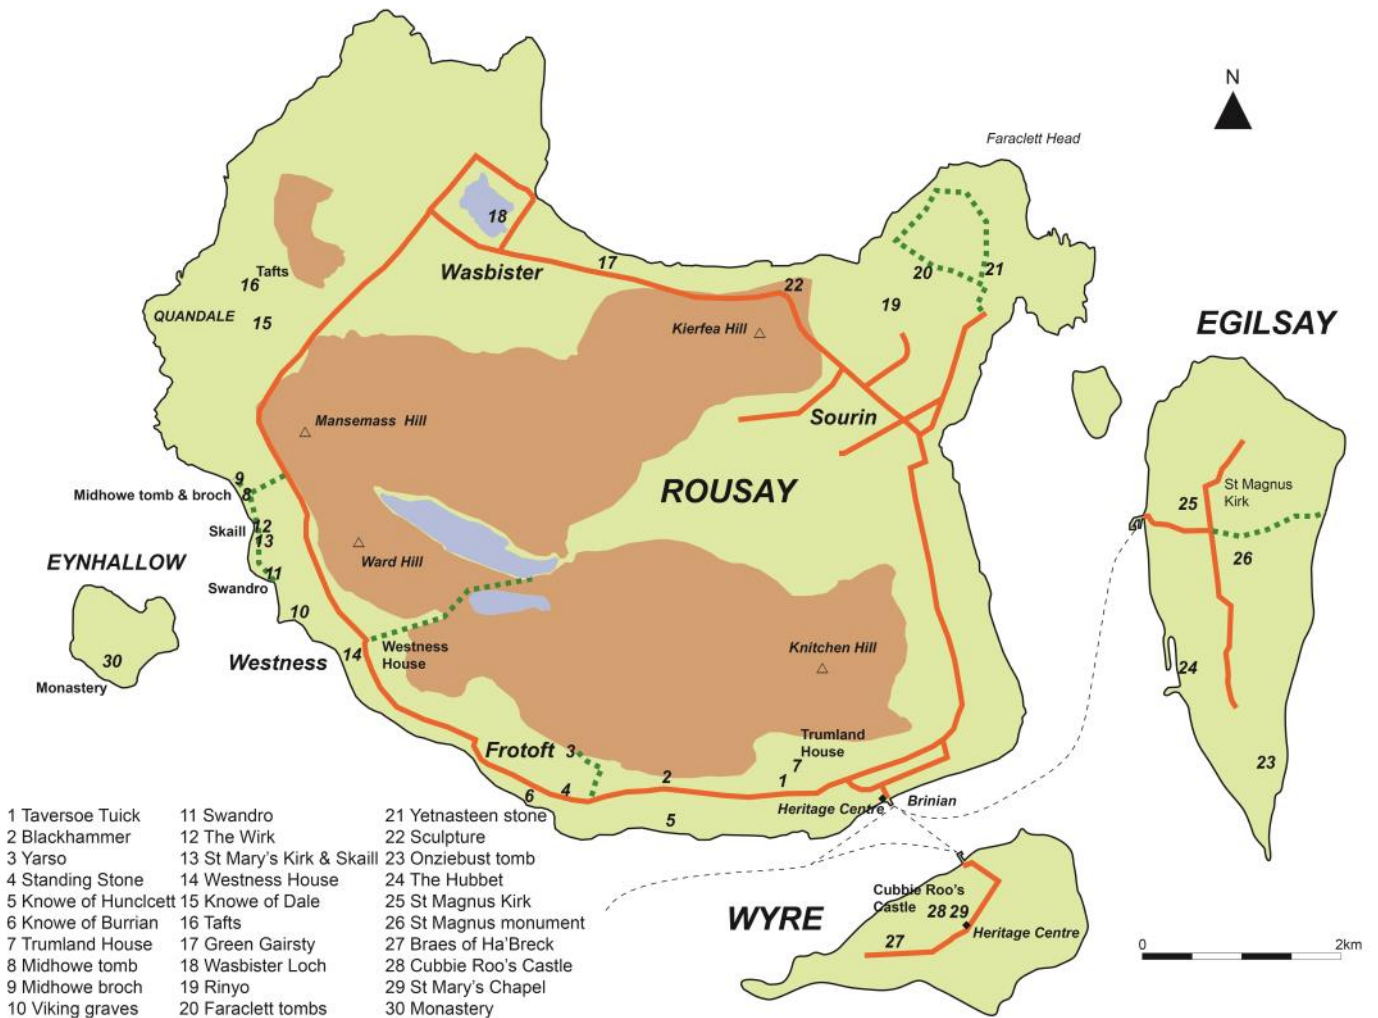 N
Faraclett Head
18
Wasbister
17
20
21
22
19
Tafts
16
QUANDALE
15
Kierfea Hill
EGILSAY
Mansemass Hill
Sourin
9
Midhowe tomb & broch 8
ROUSAY
St Magnus
Kirk
25
12
Skaill
13
26
EYNHALLOW
Ward Hill
11
Swandro
10
Westness
House
Knitchen Hill
14
Westness
30
Monastery
24
Trumland
House
Frotoft
3
7
23
2
1
4
6
Heritage Centre
Brinian
5
1 Taversoe Tuick
2 Blackhammer
3 Yarso
4 Standing Stone
5 Knowe of Hunclcett
6 Knowe of Burrian
7 Trumland House
8 Midhowe tomb
9 Midhowe broch
10 Viking graves
11 Swandro
12 The Wirk
13 St Mary's Kirk & Skaill
14 Westness House
15 Knowe of Dale
16 Tafts
17 Green Gairsty
18 Wasbister Loch
19 Rinyo
20 Faraclett tombs
21 Yetnasteen stone
22 Sculpture
23 Onziebust tomb
24 The Hubbet
25 St Magnus Kirk
26 St Magnus monument
27 Braes of Ha'Breck
28 Cubbie Roo's Castle
29 St Mary's Chapel
30 Monastery
Cubbie Roo's
Castle
28 29
WYRE
27
Heritage Centre
0 2km